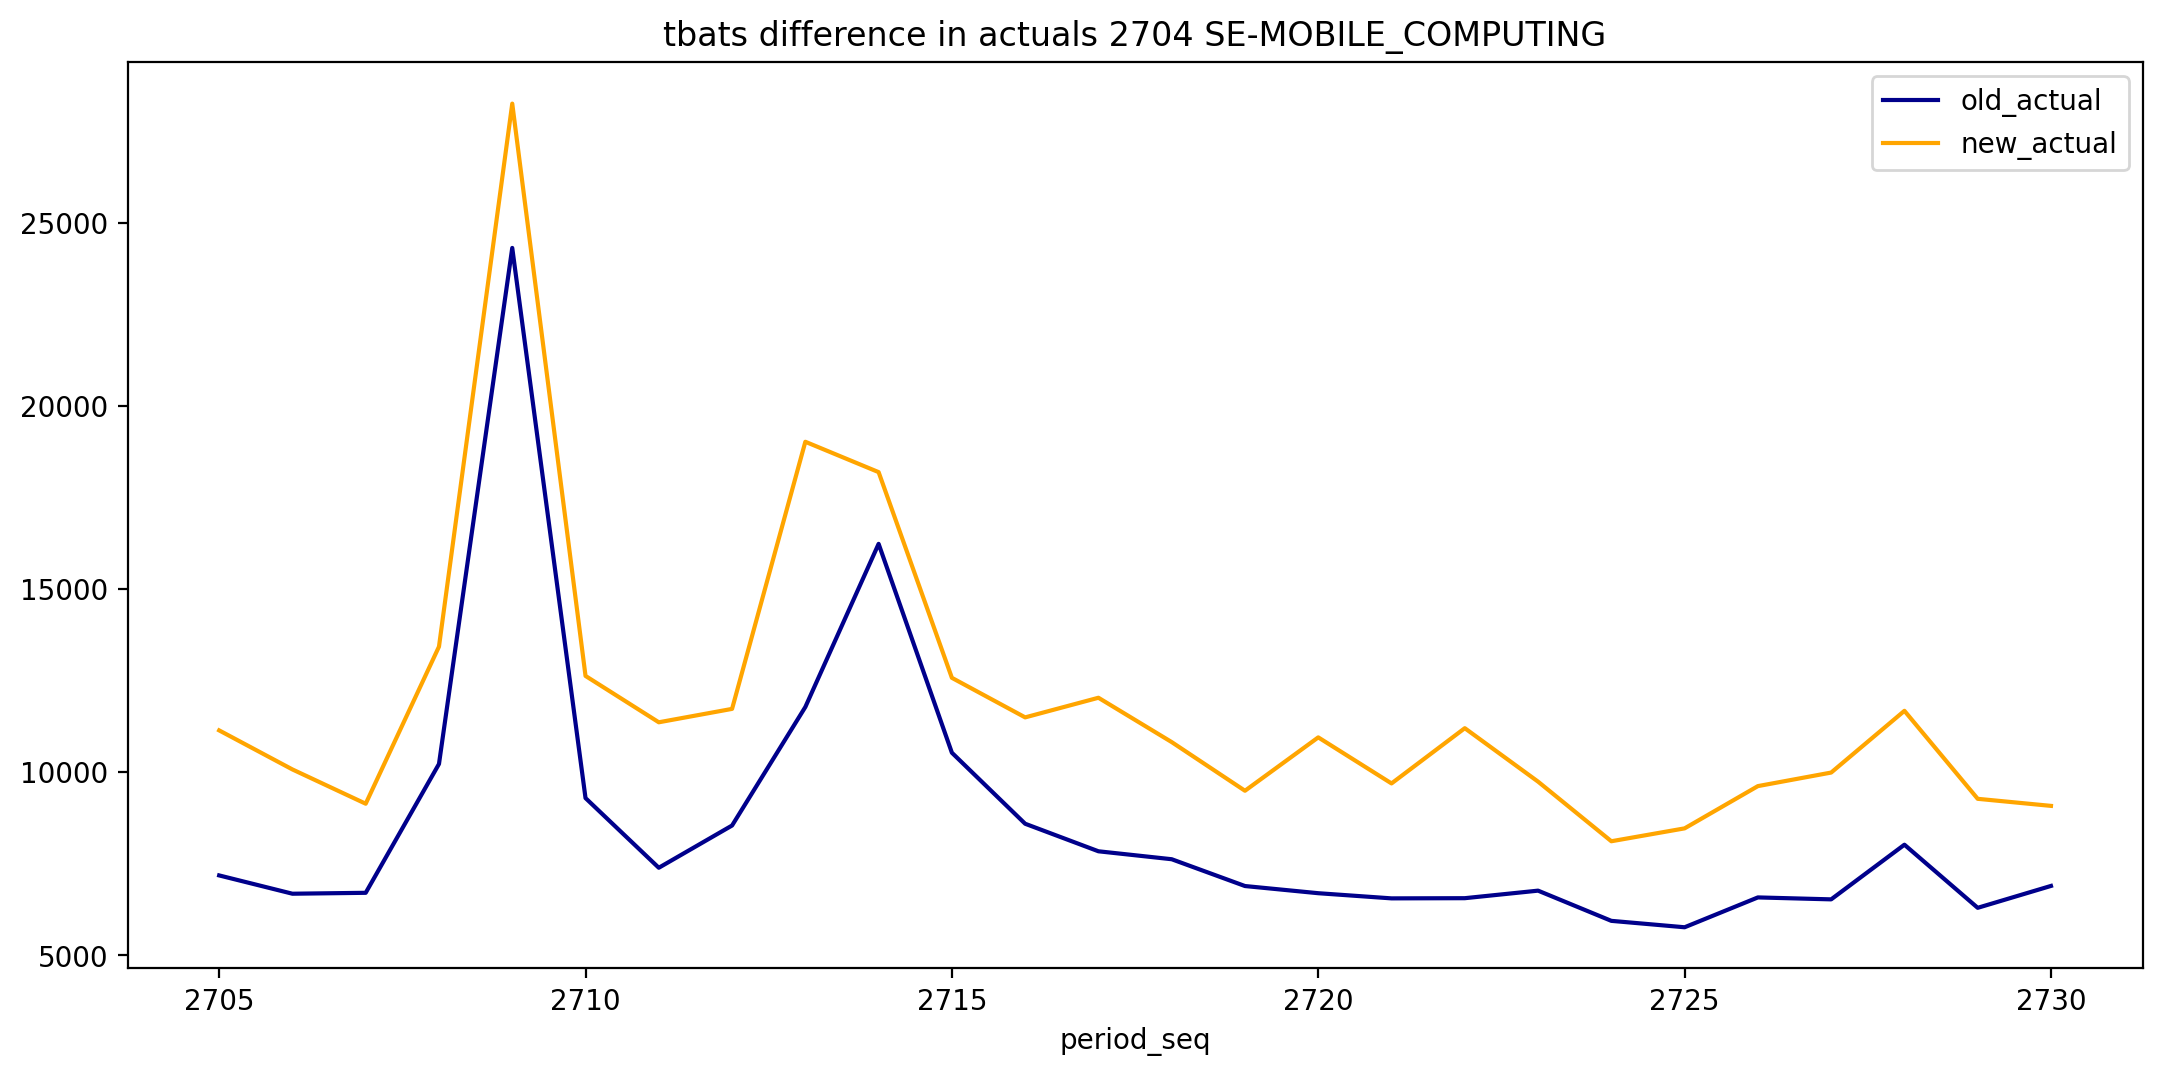 tbats difference in actuals 2704 SE-MOBILE_COMPUTING
old_actual
new_actual
25000
20000
15000
10000
5000
2705 2710 2715 2720 2725 2730
period_seq